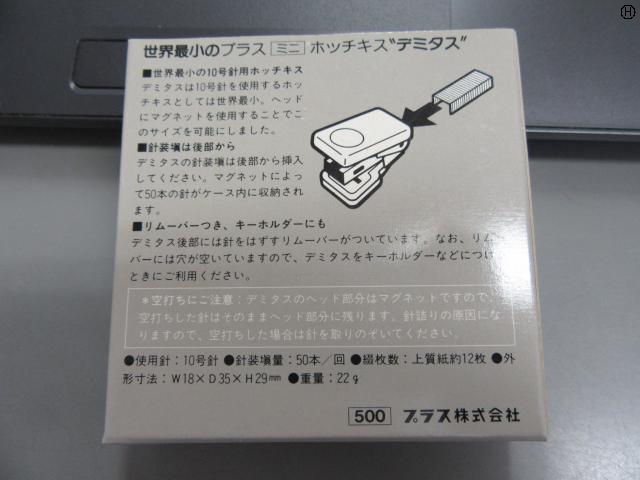 H
世界最小のプラス ミニ ホッチキス“デミタス”
■世界最小の10号針用ホッチキス
デミタスは10号針を使用するホッ
チキスとしては世界最小。ヘッド
にマグネットを使用することでこ
のサイズを可能にしました。
■針装塡は後部から
デミタスの針装塡は後部から挿入
してください。マグネットによっ
て50本の針がケース内に収納されま
す。
■リムーバーつき、キーホルダーにも
デミタス後部には針をはずすリムーバーがついています。なお、リム
バーには穴が空いていますので、デミタスをキーホルダーなどにつけ
ときにご利用ください。
*空打ちにご注意：デミタスのヘッド部分はマグネットですので、
空打ちした針はそのままヘッド部分に残ります。針詰りの原因にな
りますので、空打ちした場合は針を取りのぞいてください。
●使用針：10号針 ●針装塡量：50本／回 ●綴枚数：上質紙約12枚 ●外
形寸法：W18×D35×H29mm ●重量：22g
500 プラス株式会社